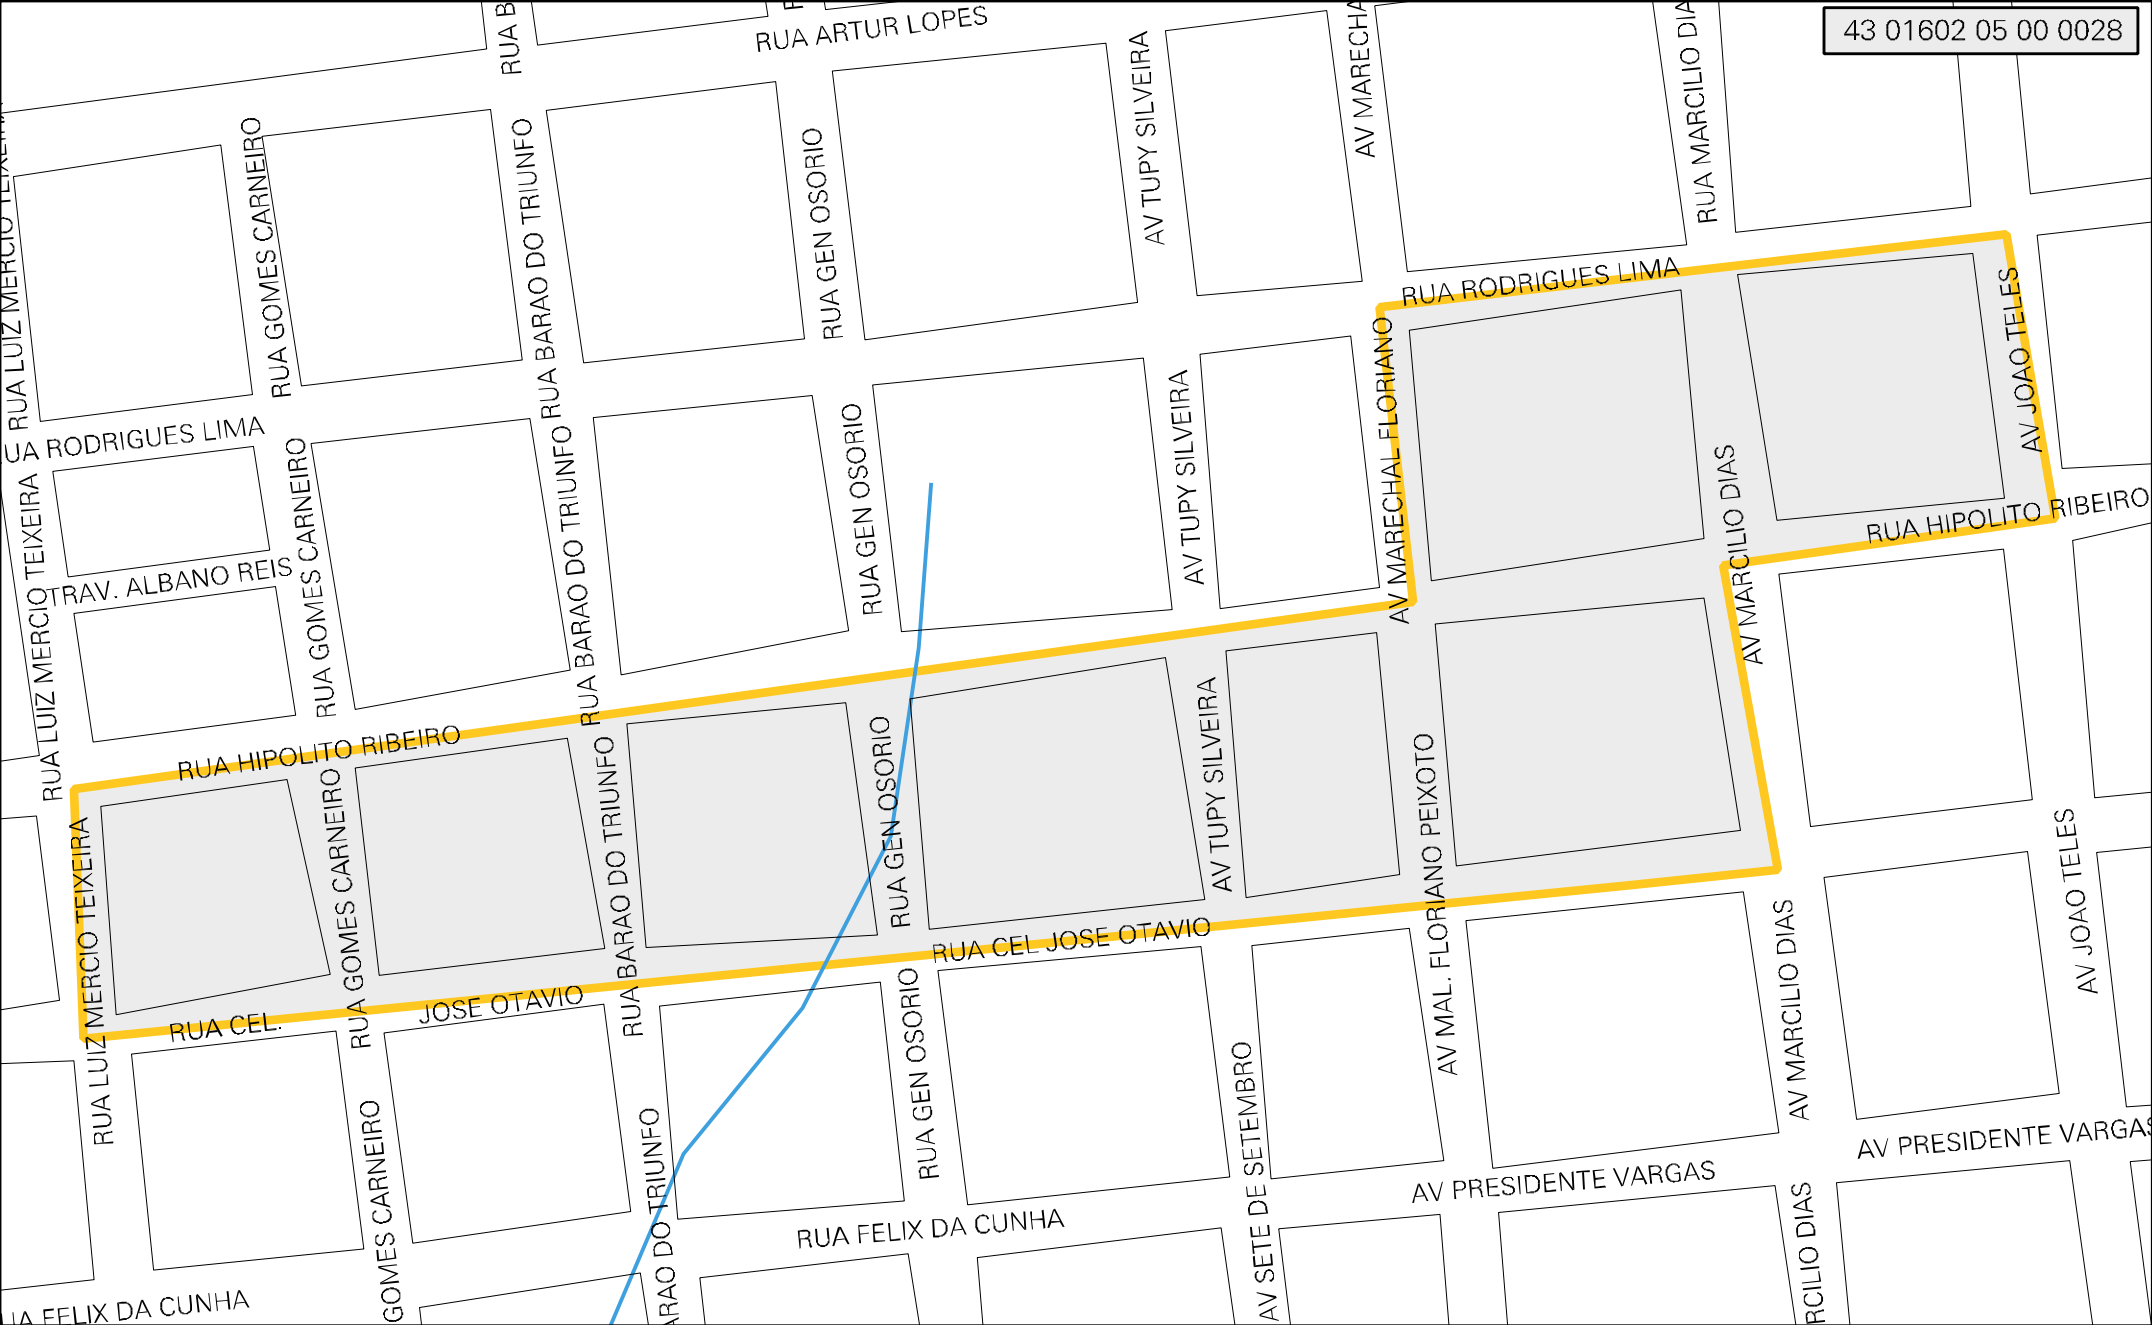 43 01602 05 00 0028
RUA ARTUR LOPES
RUA B
AV MARECHA
RUA MARCILIO DIA
AV TUPY SILVEIRA
RUA GOMES CARNEIRO
RUA BARAO DO TRIUNFO
RUA GEN OSORIO
RUA LUIZ MERCIO TEIXEIRA
RUA RODRIGUES LIMA
AV JOAO TELES
AV MARECHAL FLORIANO
UA RODRIGUES LIMA
RUA LUIZ MERCIO TEIXEIRA
RUA GOMES CARNEIRO
RUA BARAO DO TRIUNFO
RUA GEN OSORIO
AV TUPY SILVEIRA
AV MARCILIO DIAS
RUA HIPOLITO RIBEIRO
TRAV. ALBANO REIS
RUA HIPOLITO RIBEIRO
RUA LUIZ MERCIO TEIXEIRA
RUA GOMES CARNEIRO
RUA BARAO DO TRIUNFO
RUA GEN OSORIO
AV TUPY SILVEIRA
AV MAL. FLORIANO PEIXOTO
AV JOAO TELES
AV MARCILIO DIAS
RUA CEL JOSE OTAVIO
RUA CEL.
JOSE OTAVIO
RUA GEN OSORIO
AV SETE DE SETEMBRO
GOMES CARNEIRO
ARAO DO TRIUNFO
AV PRESIDENTE VARGAS
AV PRESIDENTE VARGAS
RCILIO DIAS
RUA FELIX DA CUNHA
UA FELIX DA CUNHA